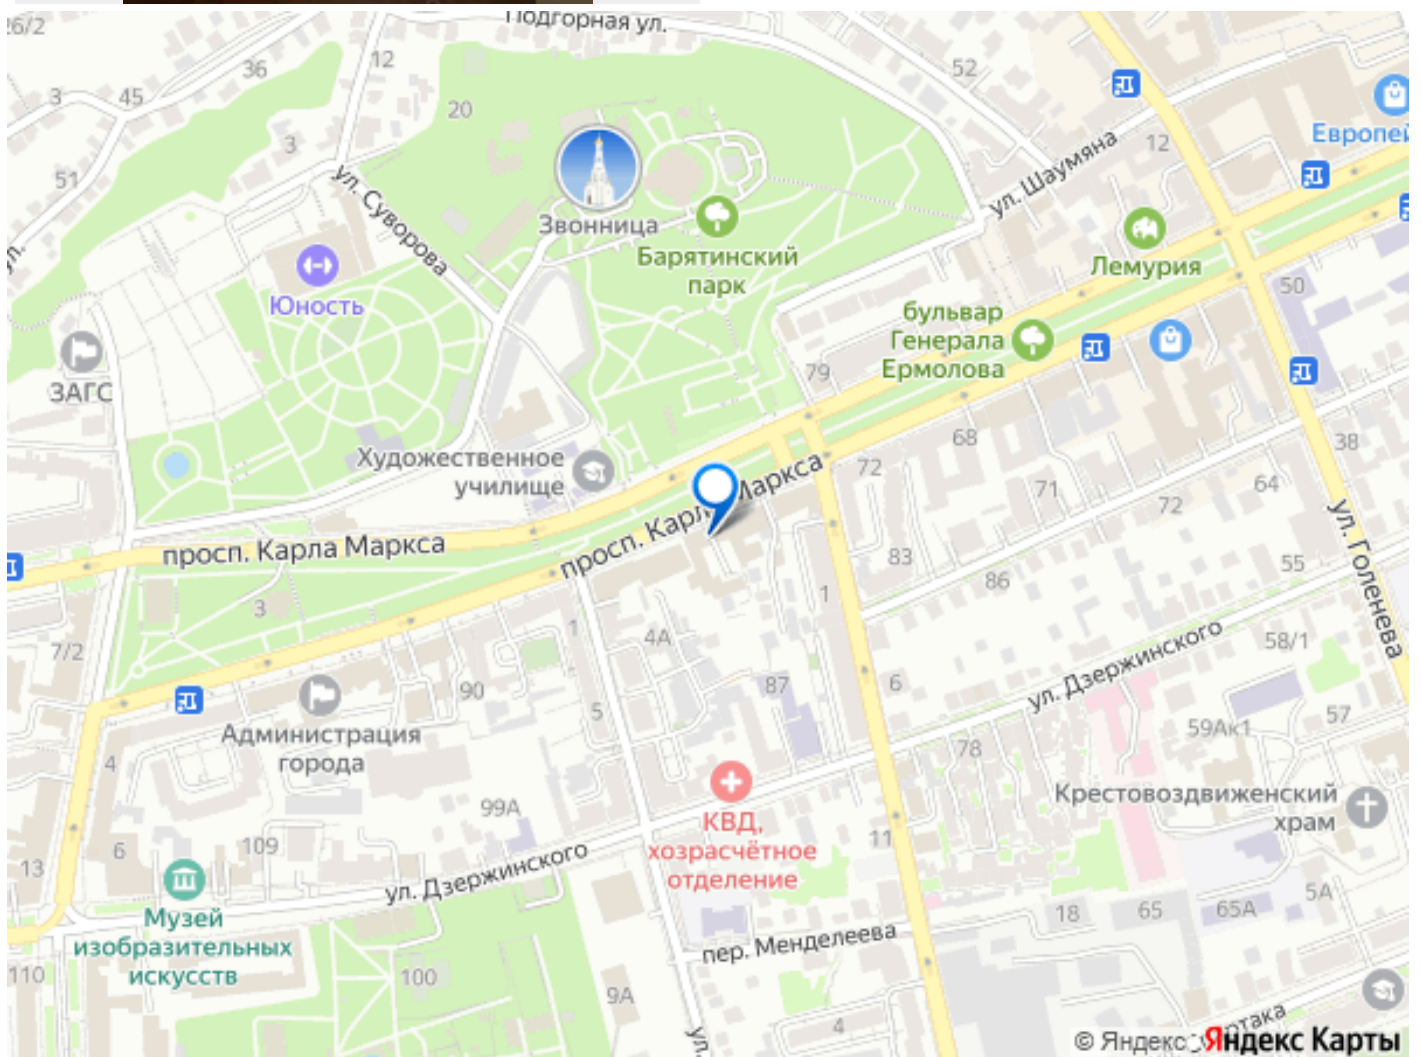 26/2
Подгорная ул.
36
12
52
3
45
20
12
Европей
3
51
ул. Суворова
ул. Шаумяна
Звонница
Барятинский
парк
Лемурия
Юность
50
бульвар
Генерала
Ермолова
ЗАГС
79
38
68
72
Художественное
училище
71
64
72
просп. Карла Маркса
просп. Карла Маркса
83
86
55
ул. Голенева
3
1
1
7/2
4А
58/1
ул. Дзержинского
90
87
6
5
57
59Ак1
Администрация
города
78
4
99А
Крестовоздвиженский
храм
КВД,
хозрасчётное
отделение
109
6
11
13
ул. Дзержинского
5А
Музей
изобразительных
искусств
18
65
65А
пер. Менделеева
110
100
9А
4
ул.
© Яндекс
Яндекс Карты